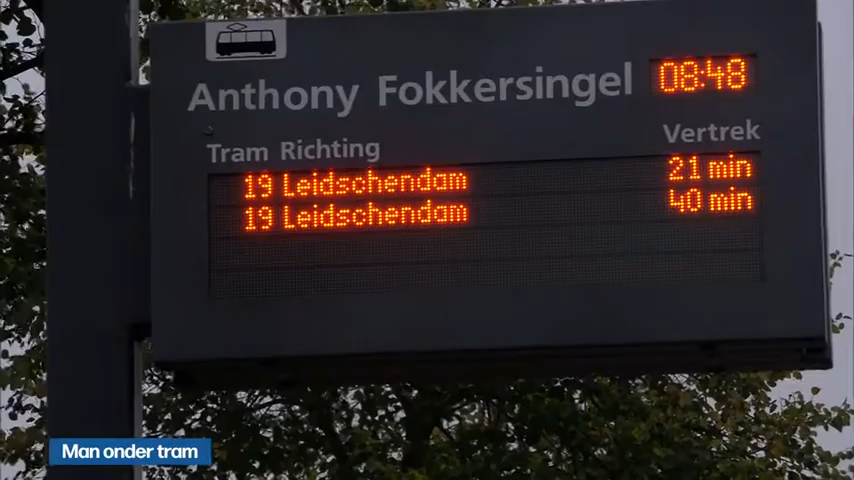 Anthony Fokkersingel 08:48
Tram Richting Vertrek
19 Leidschendam 21 min
19 Leidschendam 40 min
Man onder tram